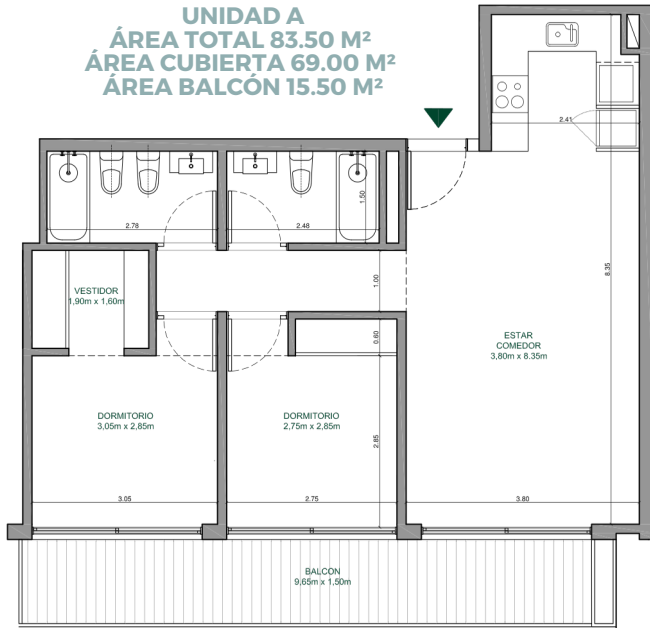 UNIDAD A
ÁREA TOTAL 83.50 M²
ÁREA CUBIERTA 69.00 M²
ÁREA BALCÓN 15.50 M²
2.41
2.78
2.48
1.50
VESTIDOR
1,90m x 1,60m
1.00
8.35
ESTAR
COMEDOR
3,80m x 8.35m
0.60
DORMITORIO
3,05m x 2,85m
DORMITORIO
2,75m x 2,85m
2.85
3.05
2.75
3.80
BALCON
9,65m x 1,50m